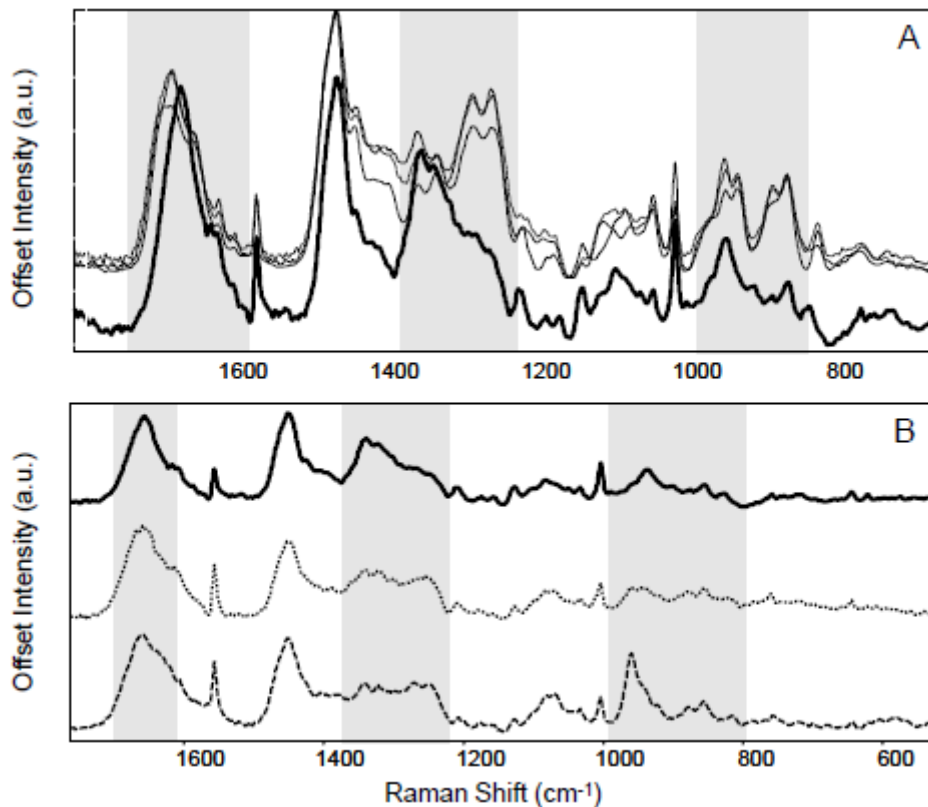 A
Offset Intensity (a.u.)
1600 1400 1200 1000 800
B
Offset Intensity (a.u.)
1600 1400 1200 1000 800 600
Raman Shift (cm-1)